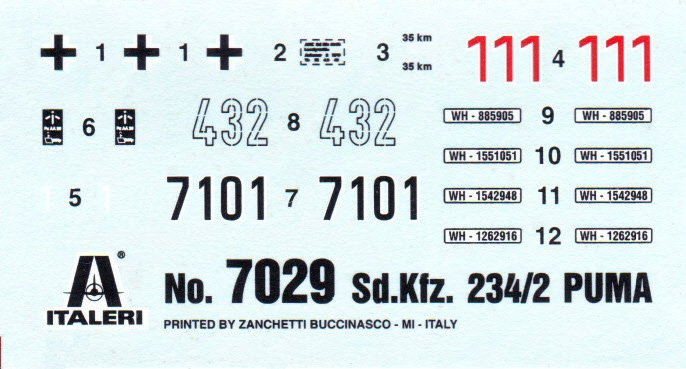 1 1 2 3 35 km 111 4 111
35 km
6 432 8 432 WH - 885905 9 WH - 885905
WH - 1551051 10 WH - 1551051
5 7101 7 7101 WH - 1542948 11 WH - 1542948
WH - 1262916 12 WH - 1262916
ITALERI ® No. 7029 Sd.Kfz. 234/2 PUMA
PRINTED BY ZANCHETTI BUCCINASCO - MI - ITALY